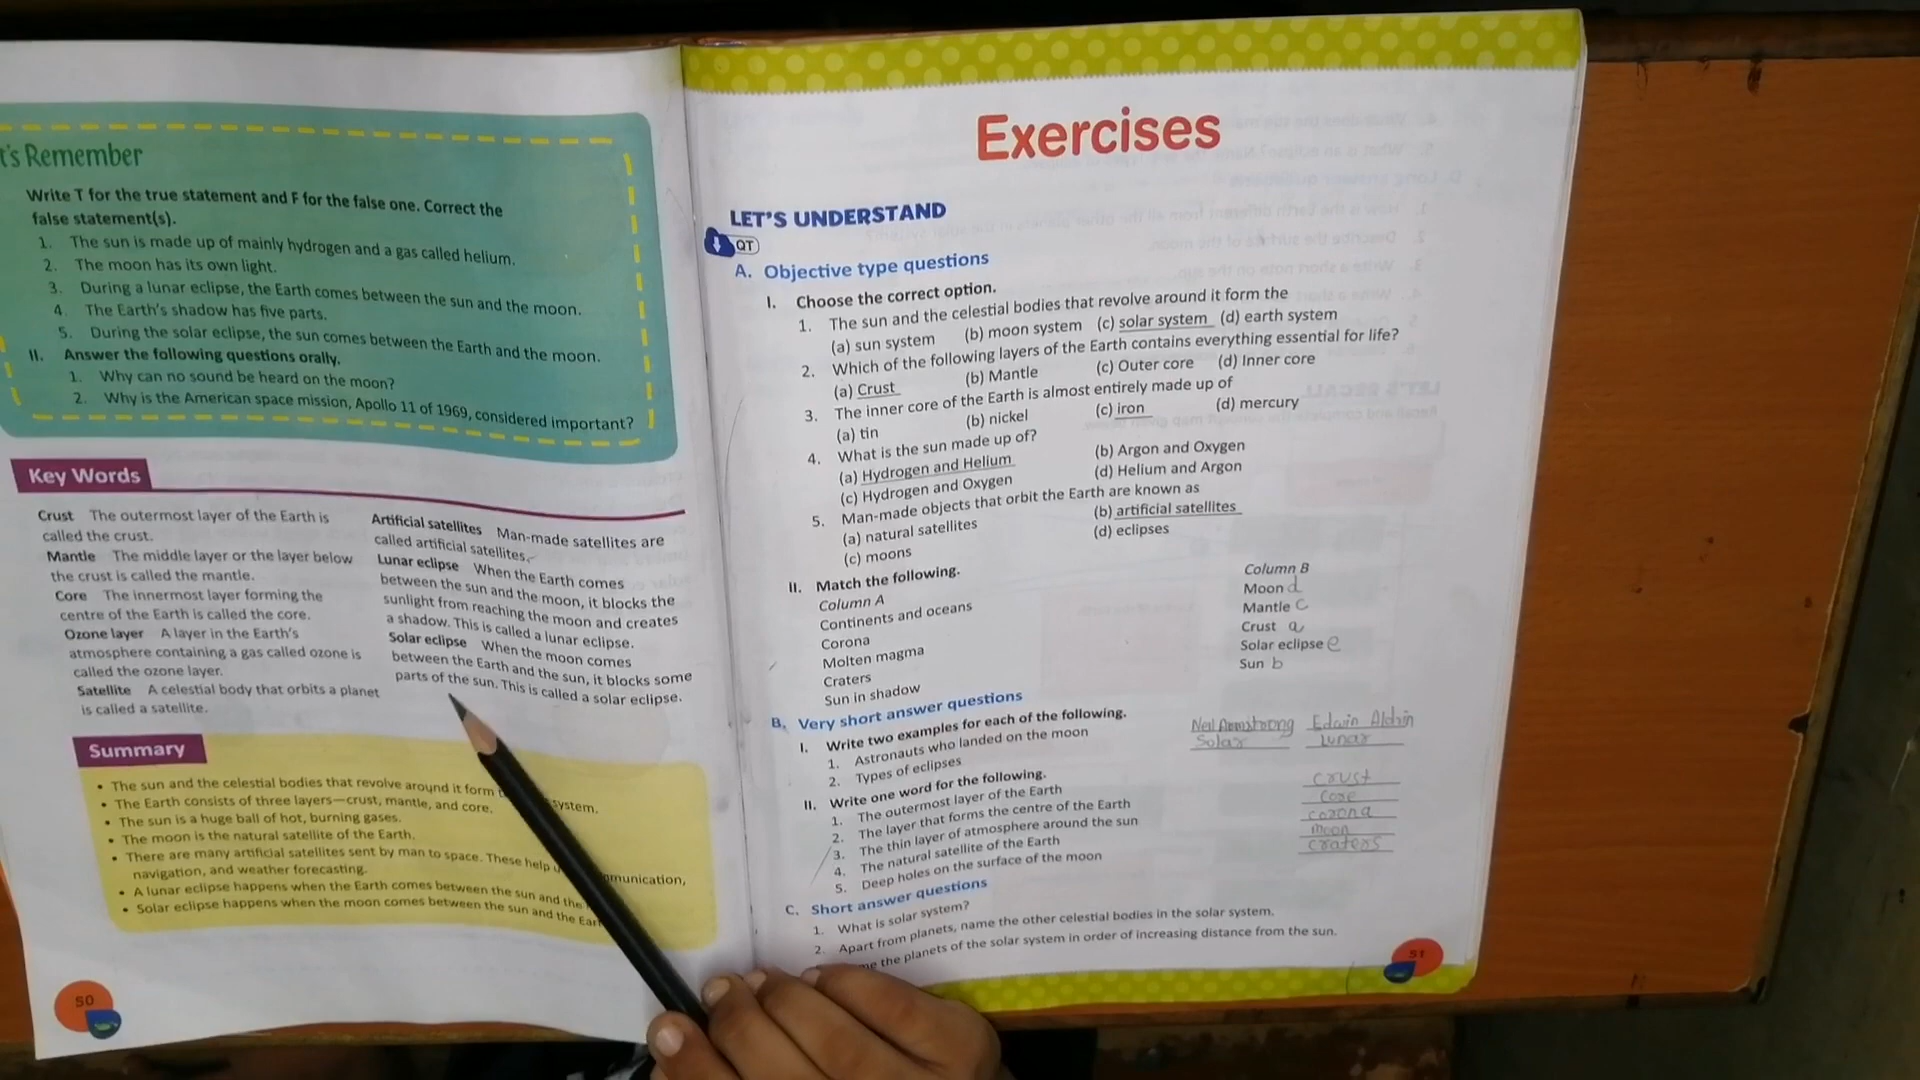 t's Remember
Write T for the true statement and F for the false one. Correct the
false statement(s).
1. The sun is made up of mainly hydrogen and a gas called helium.
2. The moon has its own light.
3. During a lunar eclipse, the Earth comes between the sun and the moon.
4. The Earth's shadow has five parts.
5. During the solar eclipse, the sun comes between the Earth and the moon.
II. Answer the following questions orally.
1. Why can no sound be heard on the moon?
2. Why is the American space mission, Apollo 11 of 1969, considered important?
Key Words
Crust The outermost layer of the Earth is
called the crust.
Mantle The middle layer or the layer below
the crust is called the mantle.
Core The innermost layer forming the
centre of the Earth is called the core.
Ozone layer A layer in the Earth's
atmosphere containing a gas called ozone is
called the ozone layer.
Satellite A celestial body that orbits a planet
is called a satellite.
Artificial satellites Man-made satellites are
called artificial satellites.
Lunar eclipse When the Earth comes
between the sun and the moon, it blocks the
sunlight from reaching the moon and creates
a shadow. This is called a lunar eclipse.
Solar eclipse When the moon comes
between the Earth and the sun, it blocks some
parts of the sun. This is called a solar eclipse.
Summary
• The sun and the celestial bodies that revolve around it form system.
• The Earth consists of three layers—crust, mantle, and core.
• The sun is a huge ball of hot, burning gases.
• The moon is the natural satellite of the Earth.
• There are many artificial satellites sent by man to space. These help munication,
navigation, and weather forecasting.
• A lunar eclipse happens when the Earth comes between the sun and the
• Solar eclipse happens when the moon comes between the sun and the Ear
50
Exercises
LET'S UNDERSTAND
QT
A. Objective type questions
I. Choose the correct option.
1. The sun and the celestial bodies that revolve around it form the
(a) sun system (b) moon system (c) solar system (d) earth system
2. Which of the following layers of the Earth contains everything essential for life?
(a) Crust (b) Mantle (c) Outer core (d) Inner core
3. The inner core of the Earth is almost entirely made up of
(a) tin (b) nickel (c) iron (d) mercury
4. What is the sun made up of?
(a) Hydrogen and Helium (b) Argon and Oxygen
(c) Hydrogen and Oxygen (d) Helium and Argon
5. Man-made objects that orbit the Earth are known as
(a) natural satellites (b) artificial satellites
(c) moons (d) eclipses
II. Match the following.
Column A Column B
Continents and oceans Moon d
Corona Mantle c
Molten magma Crust a
Craters Solar eclipse e
Sun in shadow Sun b
B. Very short answer questions
I. Write two examples for each of the following.
1. Astronauts who landed on the moon Neil Armstrong Edwin Aldrin
2. Types of eclipses Solar Lunar
II. Write one word for the following.
1. The outermost layer of the Earth crust
2. The layer that forms the centre of the Earth core
3. The thin layer of atmosphere around the sun corona
4. The natural satellite of the Earth moon
5. Deep holes on the surface of the moon craters
C. Short answer questions
1. What is solar system?
2. Apart from planets, name the other celestial bodies in the solar system.
me the planets of the solar system in order of increasing distance from the sun.
51